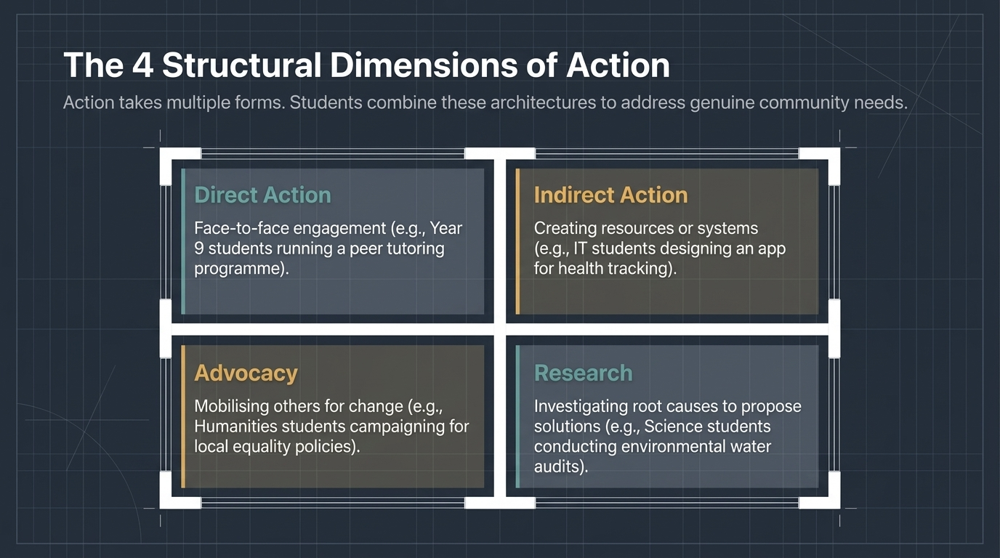 The 4 Structural Dimensions of Action
Action takes multiple forms. Students combine these architectures to address genuine community needs.
Direct Action
Face-to-face engagement (e.g., Year
9 students running a peer tutoring
programme).
Indirect Action
Creating resources or systems
(e.g., IT students designing an app
for health tracking).
Advocacy
Mobilising others for change (e.g.,
Humanities students campaigning for
local equality policies).
Research
Investigating root causes to propose
solutions (e.g., Science students
conducting environmental water
audits).